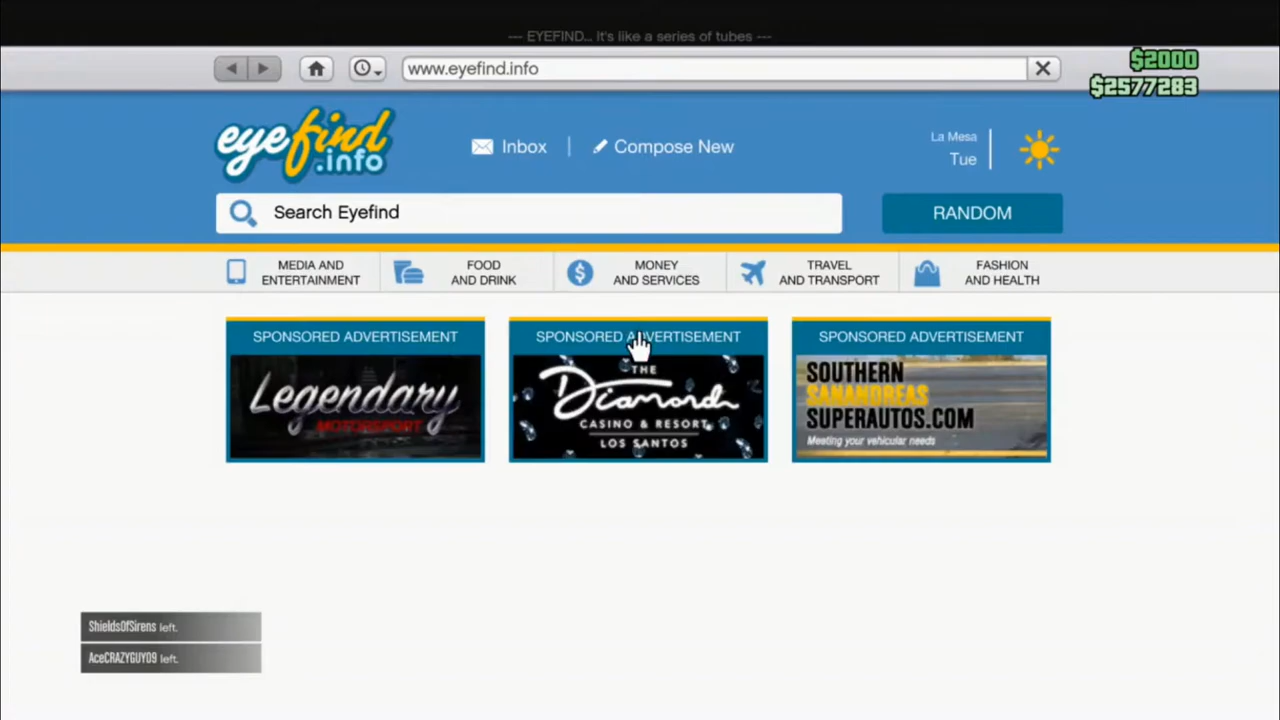 --- EYEFIND... It's like a series of tubes ---
www.eyefind.info
$2000
$2577283
eyefind
.info
Inbox
Compose New
La Mesa
Tue
Search Eyefind
RANDOM
MEDIA AND
ENTERTAINMENT
FOOD
AND DRINK
MONEY
AND SERVICES
TRAVEL
AND TRANSPORT
FASHION
AND HEALTH
SPONSORED ADVERTISEMENT
Legendary
MOTORSPORT
SPONSORED ADVERTISEMENT
THE
Diamond
CASINO & RESORT
LOS SANTOS
SPONSORED ADVERTISEMENT
SOUTHERN
SANANDREAS
SUPERAUTOS.COM
Meeting your vehicular needs
ShieldsOfSirens left.
AceCRAZYGUY09 left.